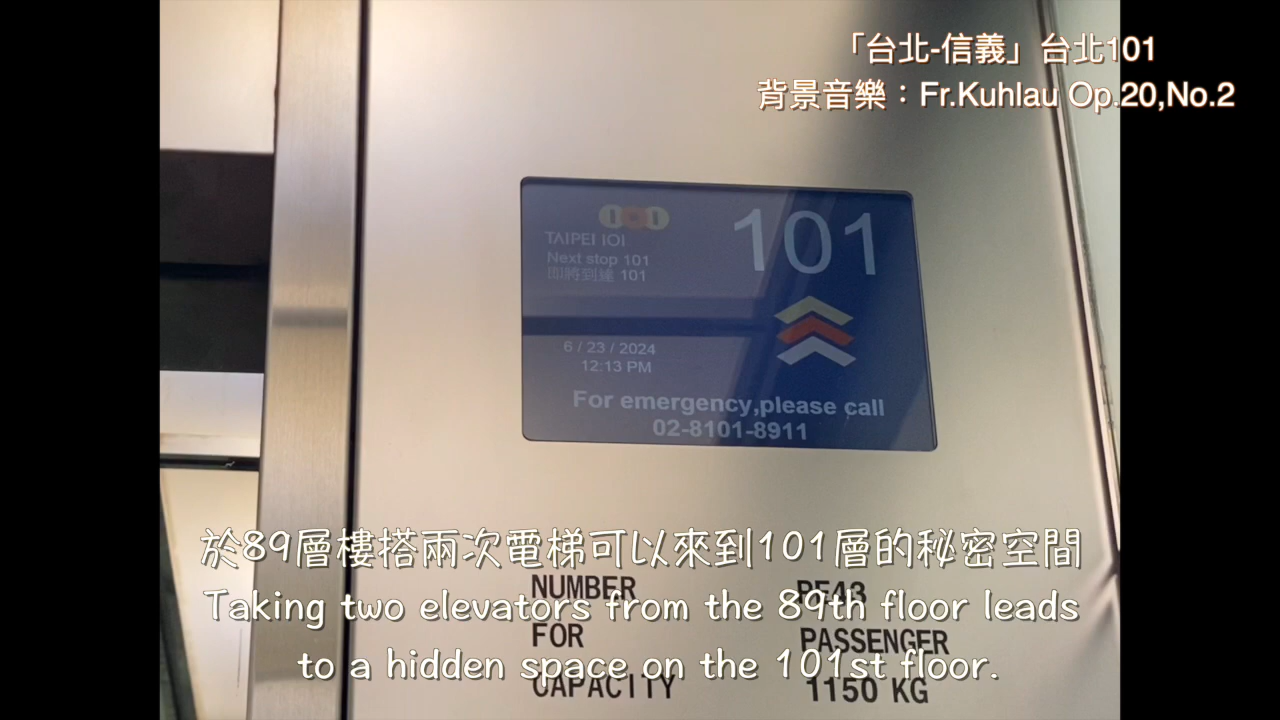 「台北-信義」台北101
背景音樂：Fr.Kuhlau Op.20,No.2
TAIPEI 101
Next stop 101
即將到達 101
101
6 / 23 / 2024
12:13 PM
For emergency,please call
02-8101-8911
於89層樓搭兩次電梯可以來到101層的秘密空間
NUMBER PE43
Taking two elevators from the 89th floor leads
FOR PASSENGER
to a hidden space on the 101st floor.
CAPACITY 1150 KG